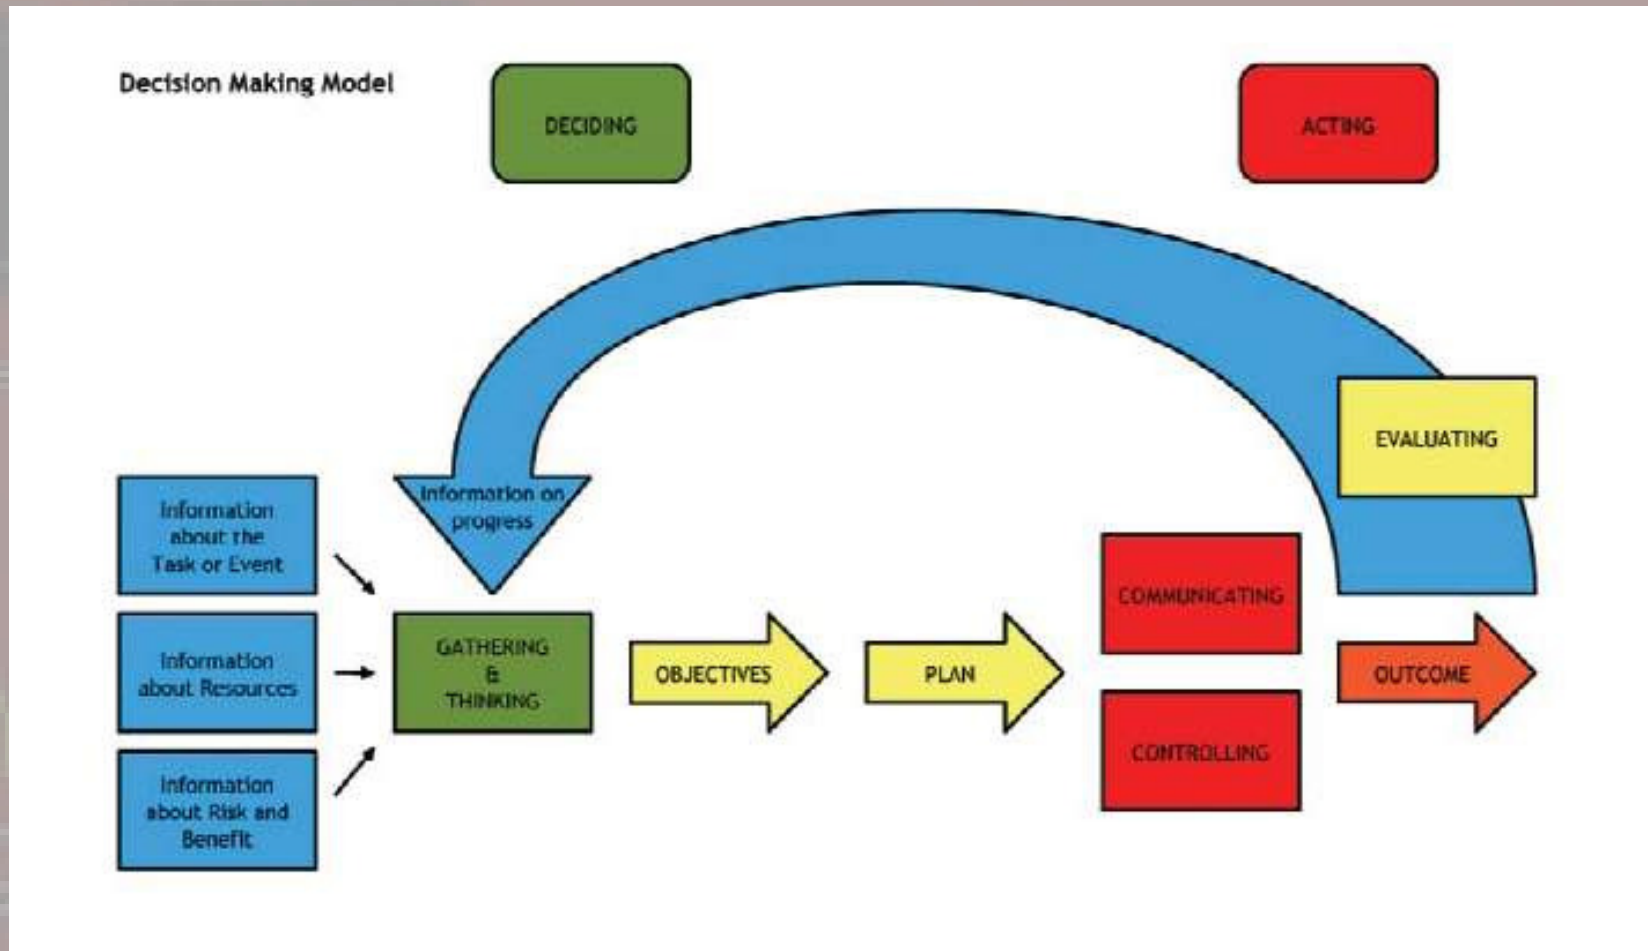 Decision Making Model
DECIDING
ACTING
EVALUATING
Information on
progress
Information
about the
Task or Event
Information
about Resources
Information
about Risk and
Benefit
GATHERING
&
THINKING
OBJECTIVES
PLAN
COMMUNICATING
CONTROLLING
OUTCOME